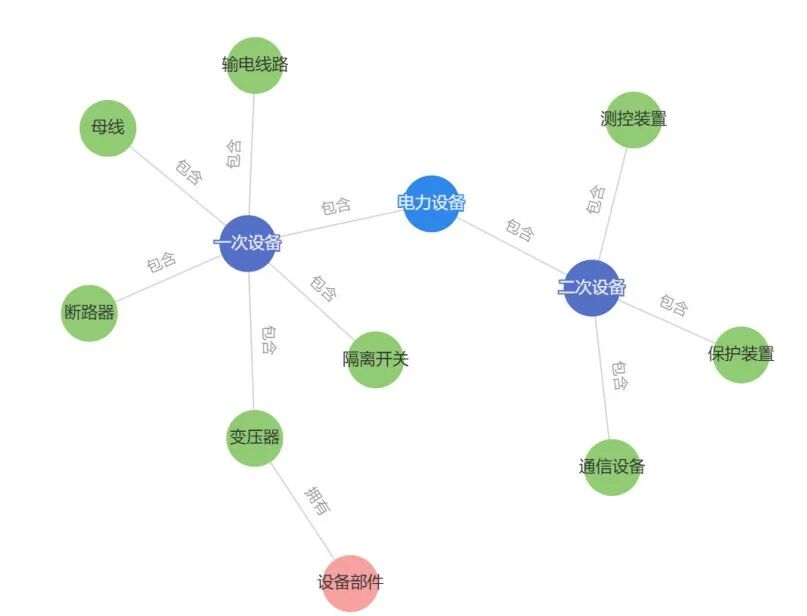 输电线路
母线
包含
包含
测控装置
包含
电力设备
包含
包含
一次设备
包含
包含
二次设备
包含
断路器
包含
隔离开关
包含
保护装置
包含
变压器
通信设备
拥有
设备部件